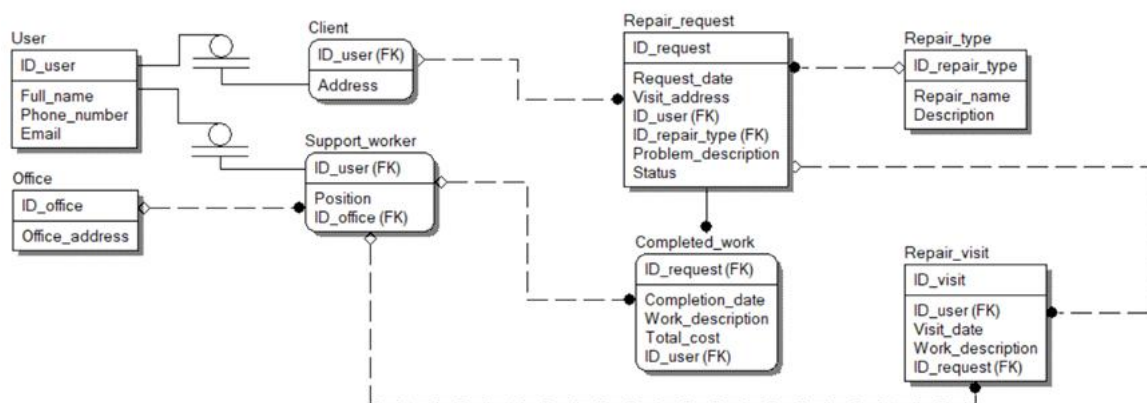 User
ID_user
Full_name
Phone_number
Email
Client
ID_user (FK)
Address
Support_worker
ID_user (FK)
Position
ID_office (FK)
Office
ID_office
Office_address
Repair_request
ID_request
Request_date
Visit_address
ID_user (FK)
ID_repair_type (FK)
Problem_description
Status
Repair_type
ID_repair_type
Repair_name
Description
Completed_work
ID_request (FK)
Completion_date
Work_description
Total_cost
ID_user (FK)
Repair_visit
ID_visit
ID_user (FK)
Visit_date
Work_description
ID_request (FK)